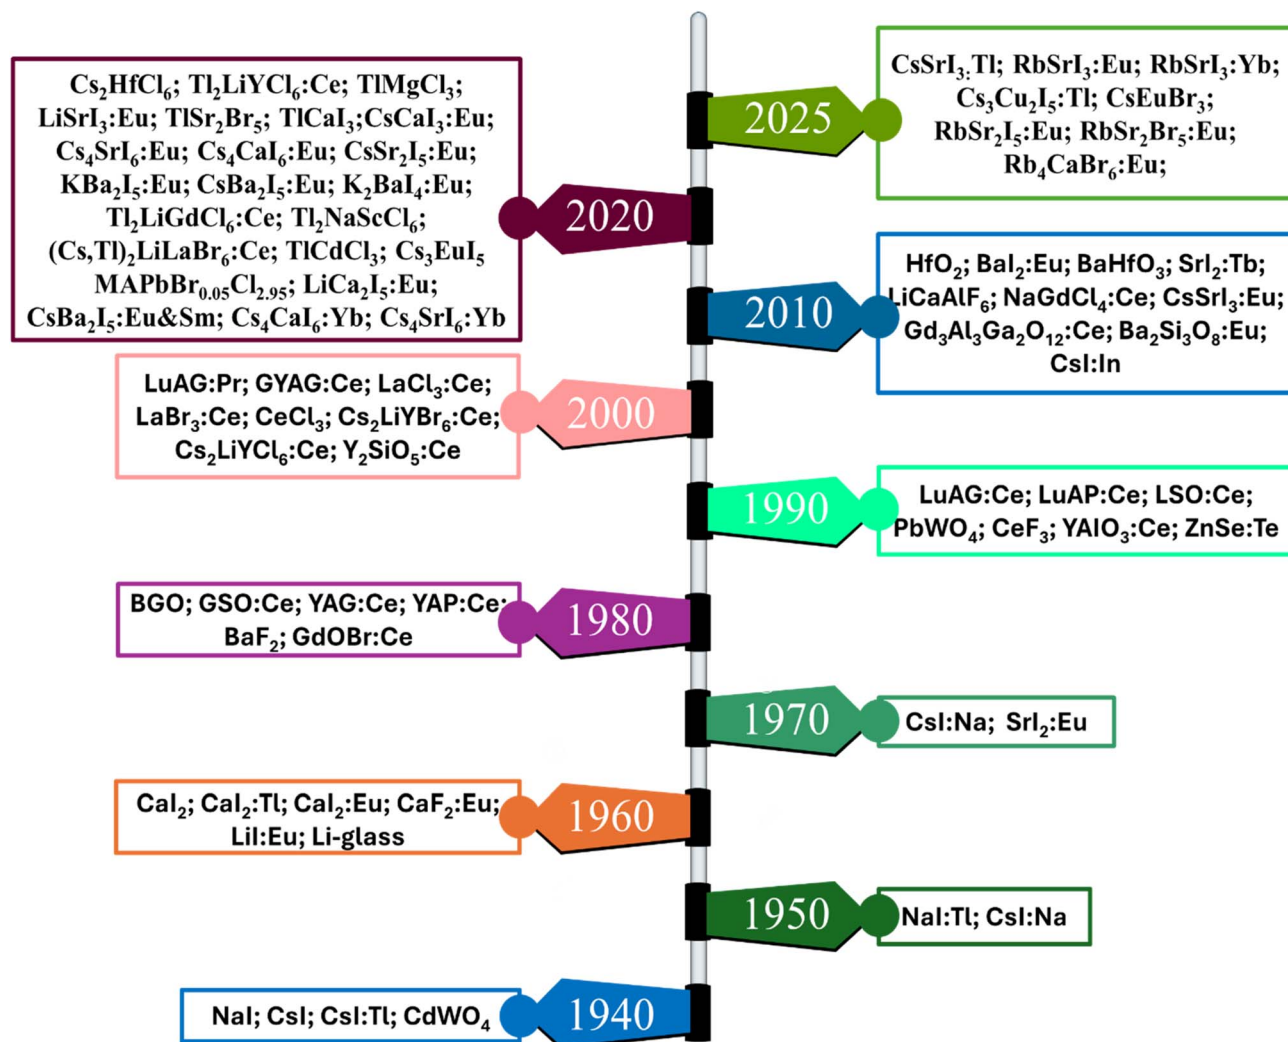 Cs₂HfCl₆; Tl₂LiYCl₆:Ce; TlMgCl₃;
LiSrI₃:Eu; TlSr₂Br₅; TlCaI₃;CsCaI₃:Eu;
Cs₄SrI₆:Eu; Cs₄CaI₆:Eu; CsSr₂I₅:Eu;
KBa₂I₅:Eu; CsBa₂I₅:Eu; K₂BaI₄:Eu;
Tl₂LiGdCl₆:Ce; Tl₂NaScCl₆;
(Cs,Tl)₂LiLaBr₆:Ce; TlCdCl₃; Cs₃EuI₅
MAPbBr₀.₀₅Cl₂.₉₅; LiCa₂I₅:Eu;
CsBa₂I₅:Eu&Sm; Cs₄CaI₆:Yb; Cs₄SrI₆:Yb
2020
CsSrI₃:Tl; RbSrI₃:Eu; RbSrI₃:Yb;
Cs₃Cu₂I₅:Tl; CsEuBr₃;
RbSr₂I₅:Eu; RbSr₂Br₅:Eu;
Rb₄CaBr₆:Eu;
2025
HfO₂; BaI₂:Eu; BaHfO₃; SrI₂:Tb;
LiCaAlF₆; NaGdCl₄:Ce; CsSrI₃:Eu;
Gd₃Al₃Ga₂O₁₂:Ce; Ba₂Si₃O₈:Eu;
CsI:In
2010
LuAG:Pr; GYAG:Ce; LaCl₃:Ce;
LaBr₃:Ce; CeCl₃; Cs₂LiYBr₆:Ce;
Cs₂LiYCl₆:Ce; Y₂SiO₅:Ce
2000
LuAG:Ce; LuAP:Ce; LSO:Ce;
PbWO₄; CeF₃; YAlO₃:Ce; ZnSe:Te
1990
BGO; GSO:Ce; YAG:Ce; YAP:Ce;
BaF₂; GdOBr:Ce
1980
CsI:Na; SrI₂:Eu
1970
CaI₂; CaI₂:Tl; CaI₂:Eu; CaF₂:Eu;
LiI:Eu; Li-glass
1960
NaI:Tl; CsI:Na
1950
NaI; CsI; CsI:Tl; CdWO₄
1940